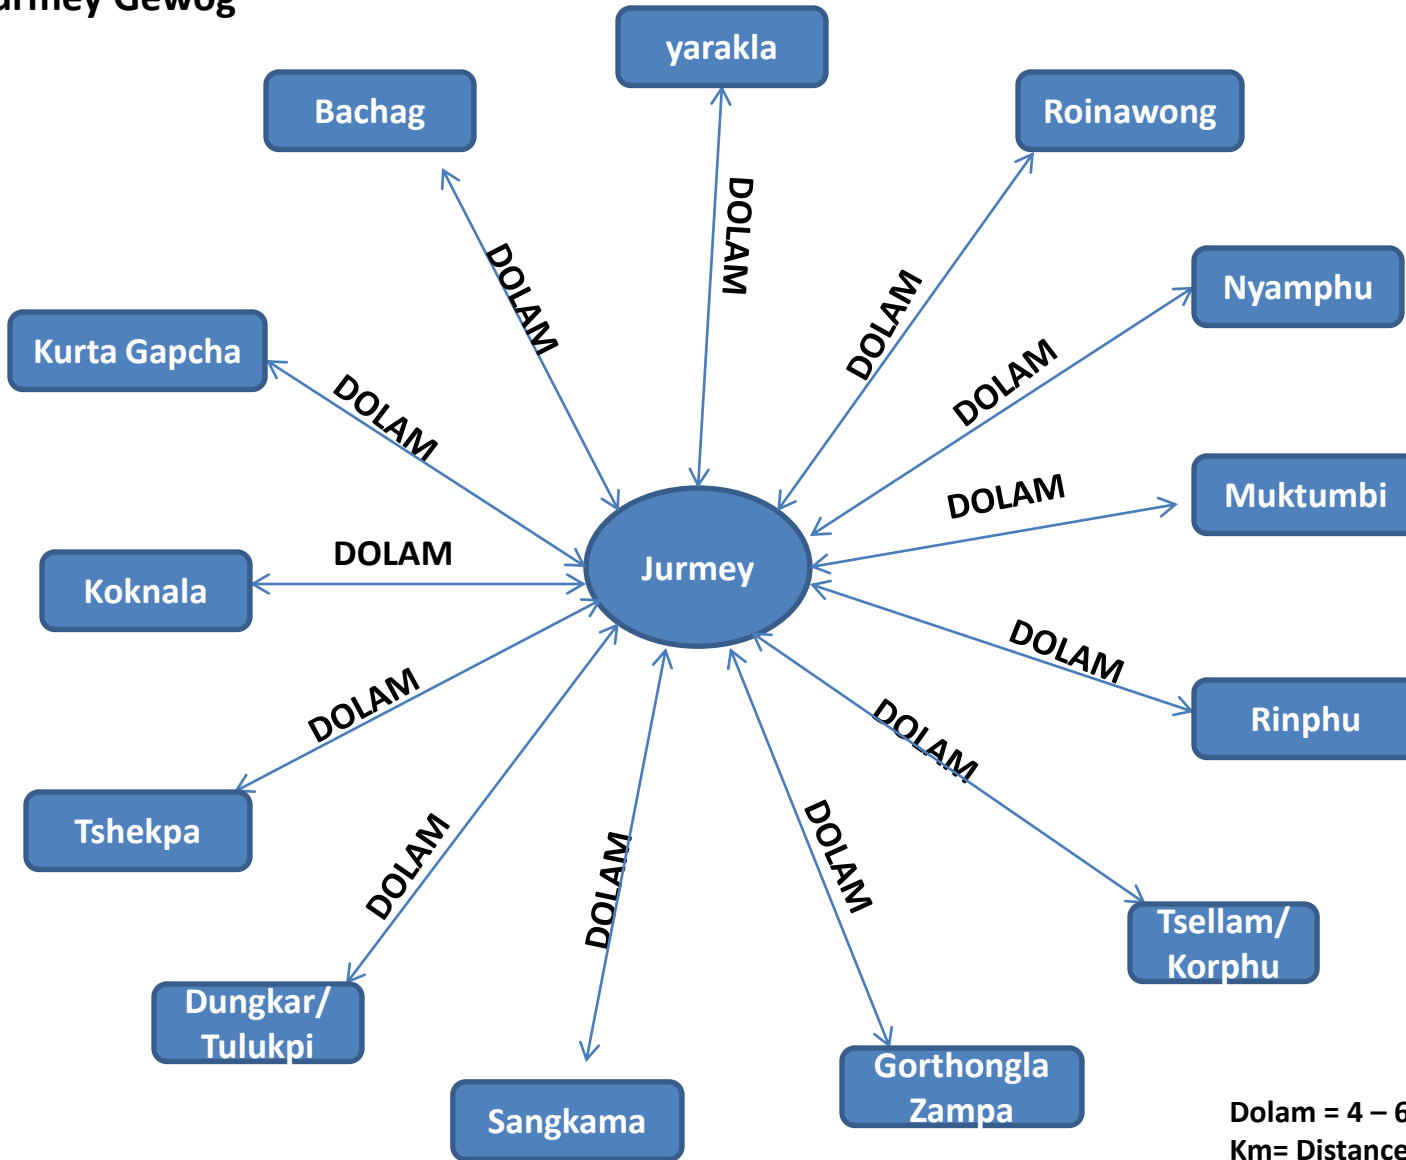 urmey Gewog
yarakla
Bachag
Roinawong
DOLAM
DOLAM
DOLAM
Nyamphu
Kurta Gapcha
DOLAM
DOLAM
Muktumbi
DOLAM
Jurmey
DOLAM
Koknala
DOLAM
Rinphu
DOLAM
DOLAM
Tshekpa
DOLAM
DOLAM
DOLAM
Tsellam/
Korphu
Dungkar/
Tulukpi
Gorthongla
Zampa
Sangkama
Dolam = 4 – 6
Km= Distance